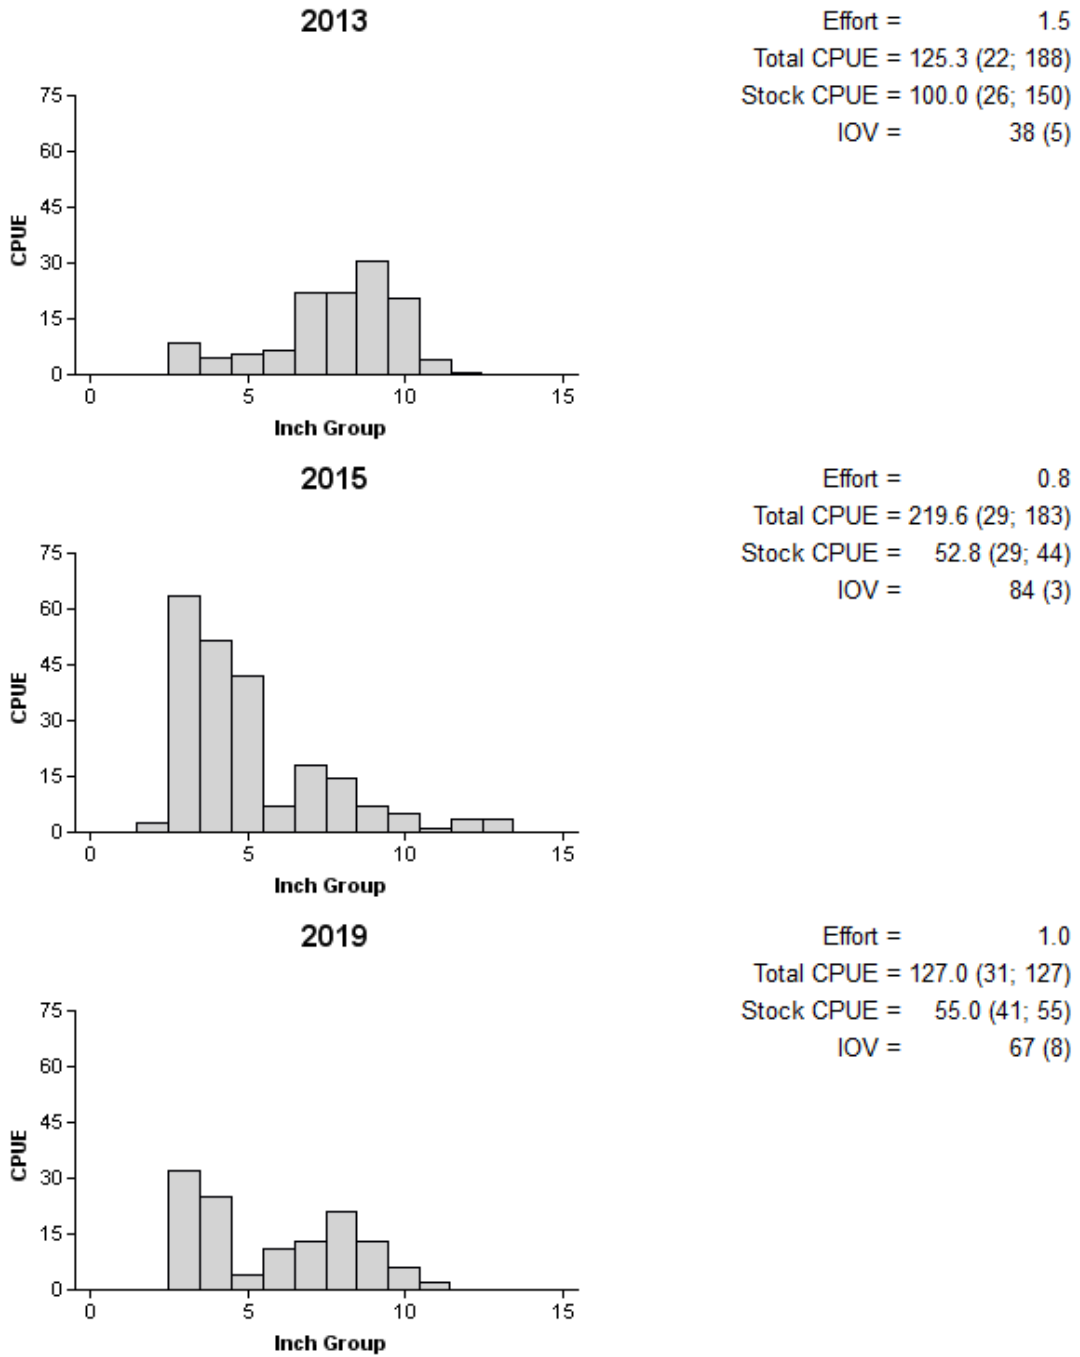 2013
Effort = 1.5
Total CPUE = 125.3 (22; 188)
Stock CPUE = 100.0 (26; 150)
IOV = 38 (5)
75
60
45
30
15
0
CPUE
0 5 10 15
Inch Group
2015
Effort = 0.8
Total CPUE = 219.6 (29; 183)
Stock CPUE = 52.8 (29; 44)
IOV = 84 (3)
75
60
45
30
15
0
CPUE
0 5 10 15
Inch Group
2019
Effort = 1.0
Total CPUE = 127.0 (31; 127)
Stock CPUE = 55.0 (41; 55)
IOV = 67 (8)
75
60
45
30
15
0
CPUE
0 5 10 15
Inch Group